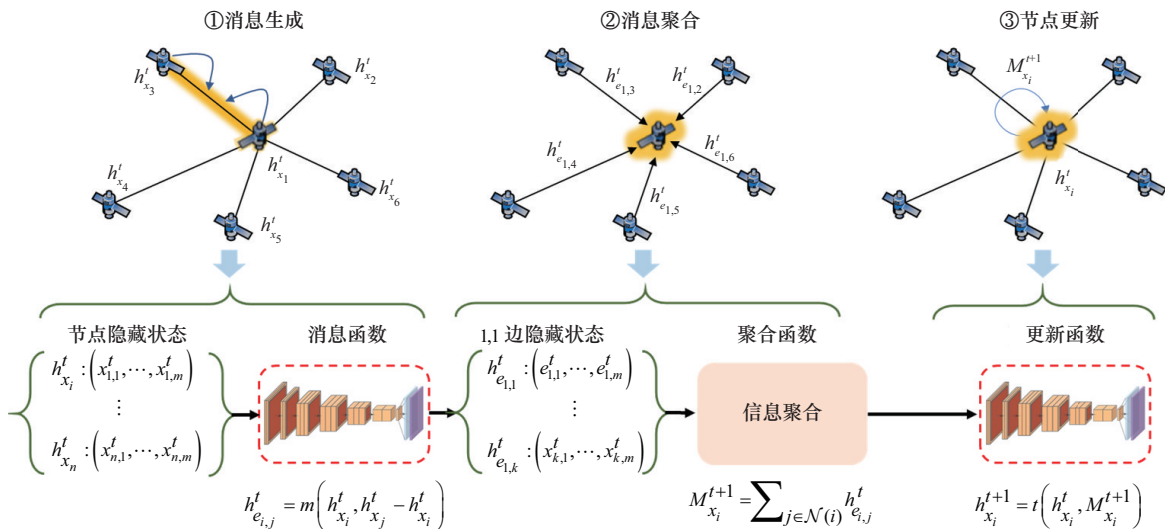 ①消息生成
②消息聚合
③节点更新
h^t_{x_3}
h^t_{x_2}
h^t_{x_1}
h^t_{x_4}
h^t_{x_6}
h^t_{x_5}
h^t_{e_{1,3}}
h^t_{e_{1,2}}
h^t_{e_{1,4}}
h^t_{e_{1,6}}
h^t_{e_{1,5}}
M^{t+1}_{x_i}
h^t_{x_i}
节点隐藏状态
消息函数
1,1 边隐藏状态
聚合函数
更新函数
h^t_{x_i} : (x^t_{1,1}, ⋯, x^t_{1,m})
⋮
h^t_{x_n} : (x^t_{n,1}, ⋯, x^t_{n,m})
h^t_{e_{1,1}} : (e^t_{1,1}, ⋯, e^t_{1,m})
⋮
h^t_{e_{1,k}} : (x^t_{k,1}, ⋯, x^t_{k,m})
信息聚合
h^t_{e_{i,j}} = m(h^t_{x_i}, h^t_{x_j} − h^t_{x_i})
M^{t+1}_{x_i} = ∑_{j∈𝒩(i)} h^t_{e_{i,j}}
h^{t+1}_{x_i} = t(h^t_{x_i}, M^{t+1}_{x_i})